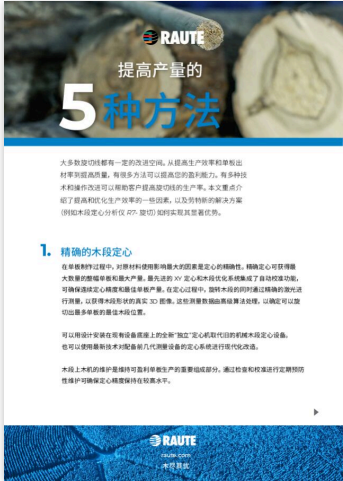 RAUTE
提高产量的
5种方法
大多数旋切线都有一定的改进空间。从提高生产效率和单板出
材率到提高质量，有很多方法可以提高您的盈利能力。有多种技
术和操作改进可以帮助客户提高旋切线的生产率。本文重点介
绍了提高和优化生产效率的一些因素，以及劳特新的解决方案
（例如木段定心分析仪 R7- 旋切）如何实现其显着优势。
1. 精确的木段定心
在单板制作过程中，对原材料使用影响最大的因素是定心的精确性。精确定心可获得最
大数量的整幅单板和最大产量。最先进的 XY 定心和木段优化系统集成了自动校准功能，
可确保连续定心精度和最佳单板产量。在定心过程中，旋转木段的同时通过精确的激光进
行测量，以获得木段形状的真实 3D 图像。这些测量数据由高级算法处理，以确定可以旋
切出最多单板的最佳木段位置。
可以用设计安装在现有设备底座上的全新“独立”定心机取代旧的机械木段定心设备。
也可以使用最新技术对配备前几代测量设备的定心系统进行现代化改造。
木段上木机的维护是维持可盈利单板生产的重要组成部分。通过检查和校准进行定期预防
性维护可确保定心精度保持在较高水平。
RAUTE
raute.com
木尽其优